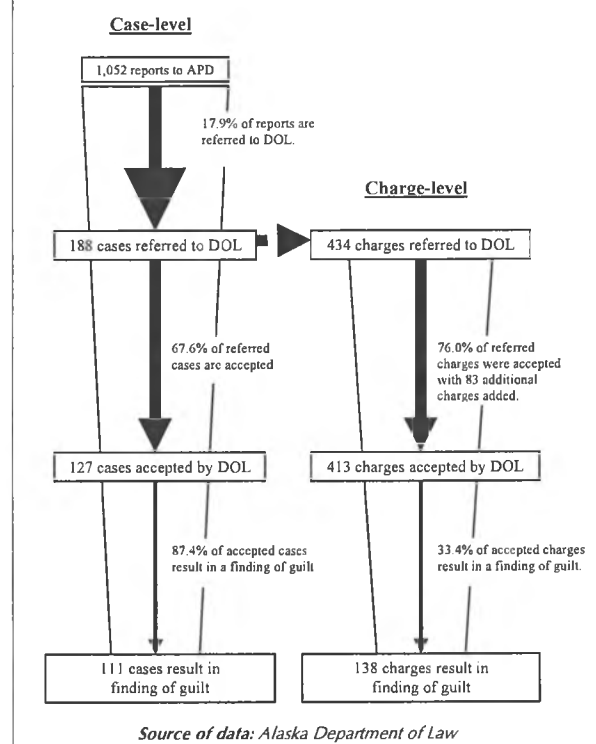 Case-level
1,052 reports to APD
17.9% of reports are
referred to DOL.
Charge-level
188 cases referred to DOL
434 charges referred to DOL
67.6% of referred
cases are accepted
76.0% of referred
charges were accepted
with 83 additional
charges added.
127 cases accepted by DOL
413 charges accepted by DOL
87.4% of accepted cases
result in a finding of guilt
33.4% of accepted charges
result in a finding of guilt.
111 cases result in
finding of guilt
138 charges result in
finding of guilt
Source of data: Alaska Department of Law